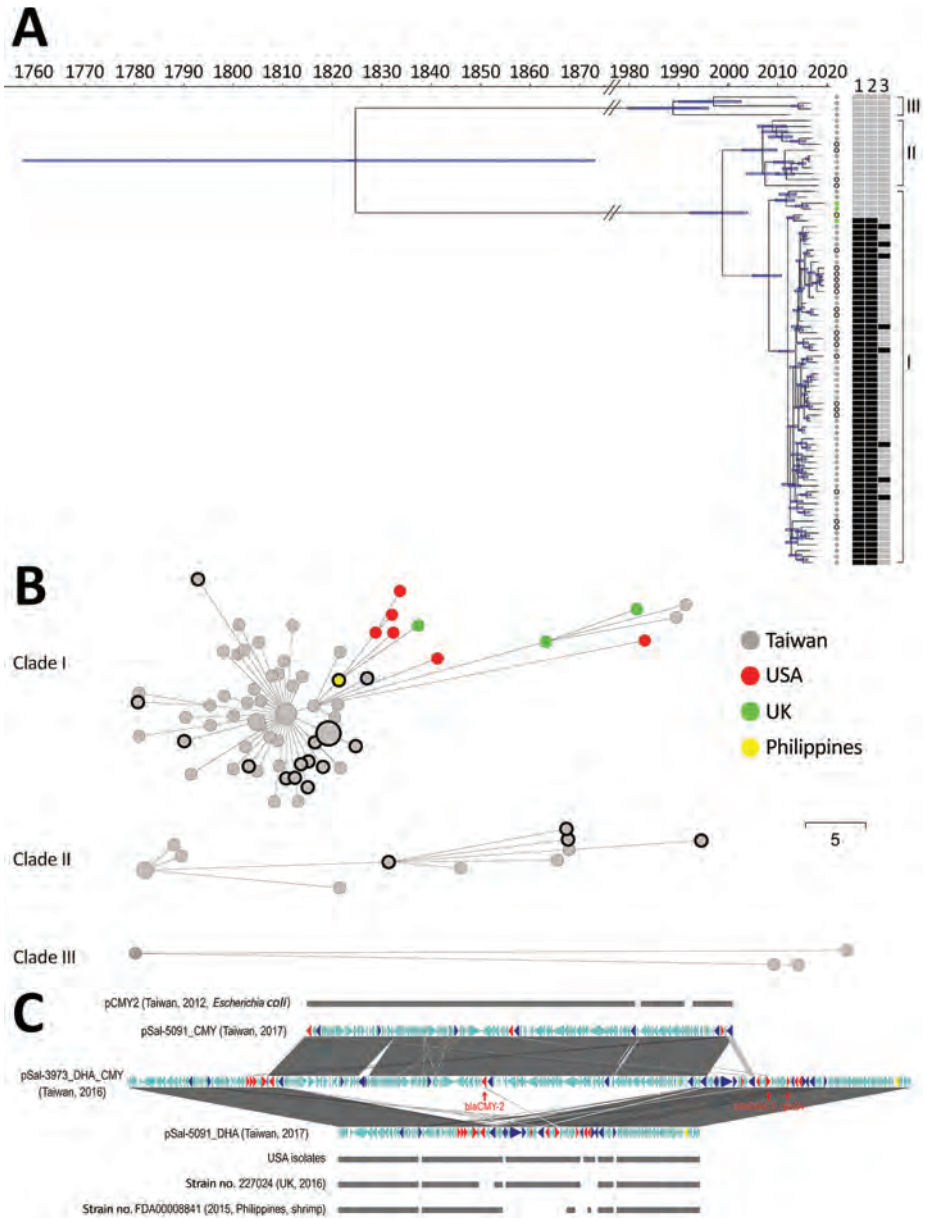 A
1760 1770 1780 1790 1800 1810 1820 1830 1840 1850 1860 1870 1980 1990 2000 2010 2020
1 2 3
III
II
I
B
Clade I
Taiwan
USA
UK
Philippines
5
Clade II
Clade III
C
pCMY2 (Taiwan, 2012, Escherichia coli)
pSal-5091_CMY (Taiwan, 2017)
pSal-3973_DHA_CMY
(Taiwan, 2016)
blaCMY-2
pSal-5091_DHA (Taiwan, 2017)
USA isolates
Strain no. 227024 (UK, 2016)
Strain no. FDA00008841 (2015, Philippines, shrimp)